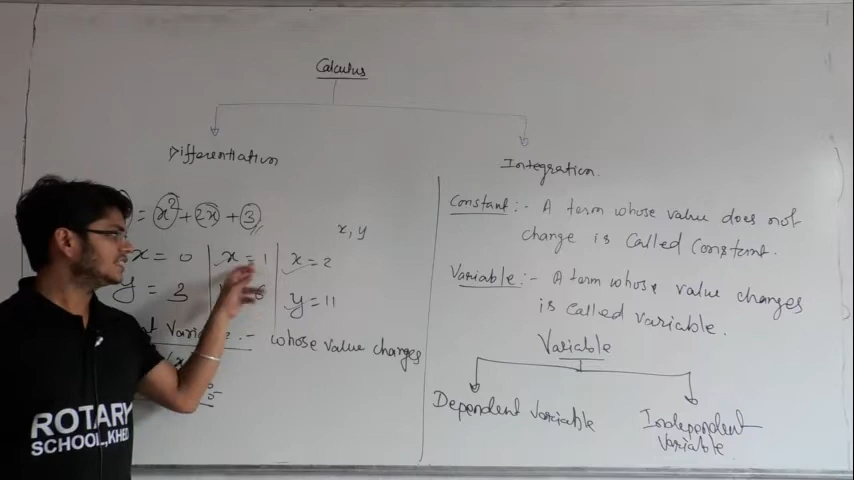 Calculus
Differentiation
= x² + 2x + 3
x, y
x = 0 | x = 1 | x = 2
y = 3
y = 11
whose value changes
Integration.
Constant :- A term whose value does not
change is called Constant.
Variable :- A term whose value changes
is called variable.
Variable
Dependent Variable
Independent
Variable
ROTARY
SCHOOL, KHED